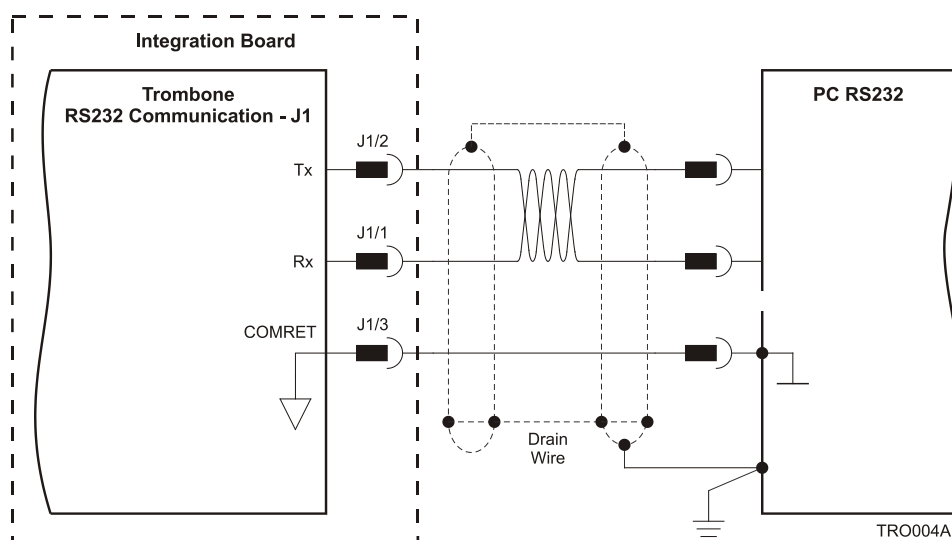 Integration Board
Trombone
RS232 Communication - J1
PC RS232
J1/2
Tx
J1/1
Rx
J1/3
COMRET
Drain
Wire
TRO004A